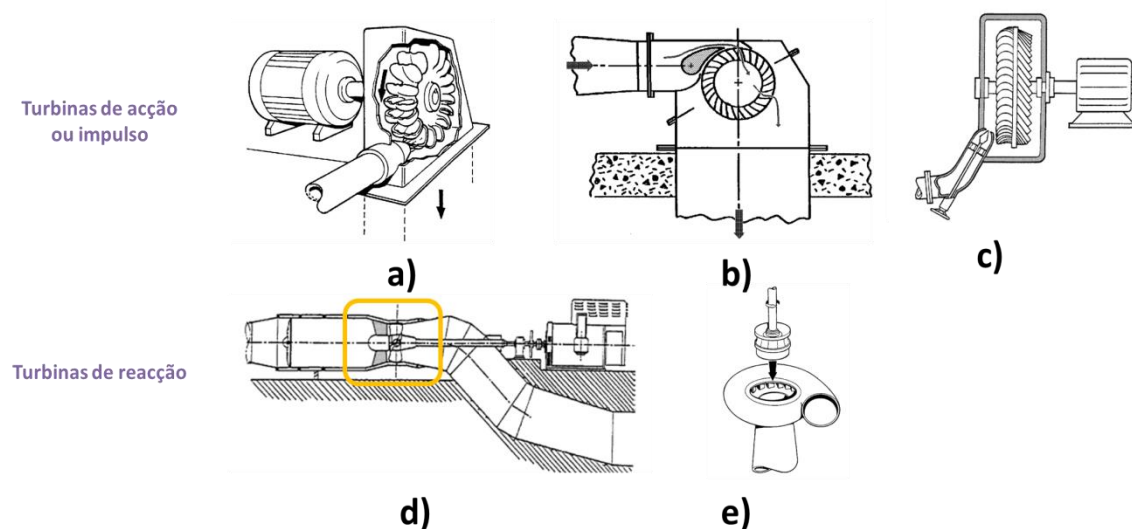 Turbinas de acção
ou impulso
a)
b)
c)
Turbinas de reacção
d)
e)